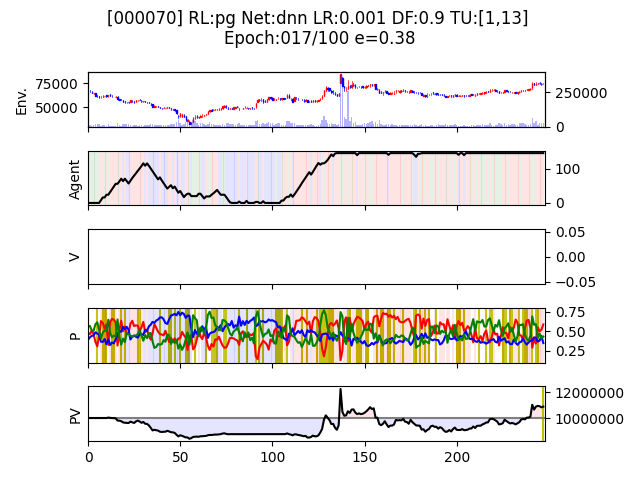 [000070] RL:pg Net:dnn LR:0.001 DF:0.9 TU:[1,13]
Epoch:017/100 e=0.38
Env.
75000
50000
250000
0
Agent
100
0
V
0.05
0.00
−0.05
P
0.75
0.50
0.25
PV
12000000
10000000
0
50
100
150
200